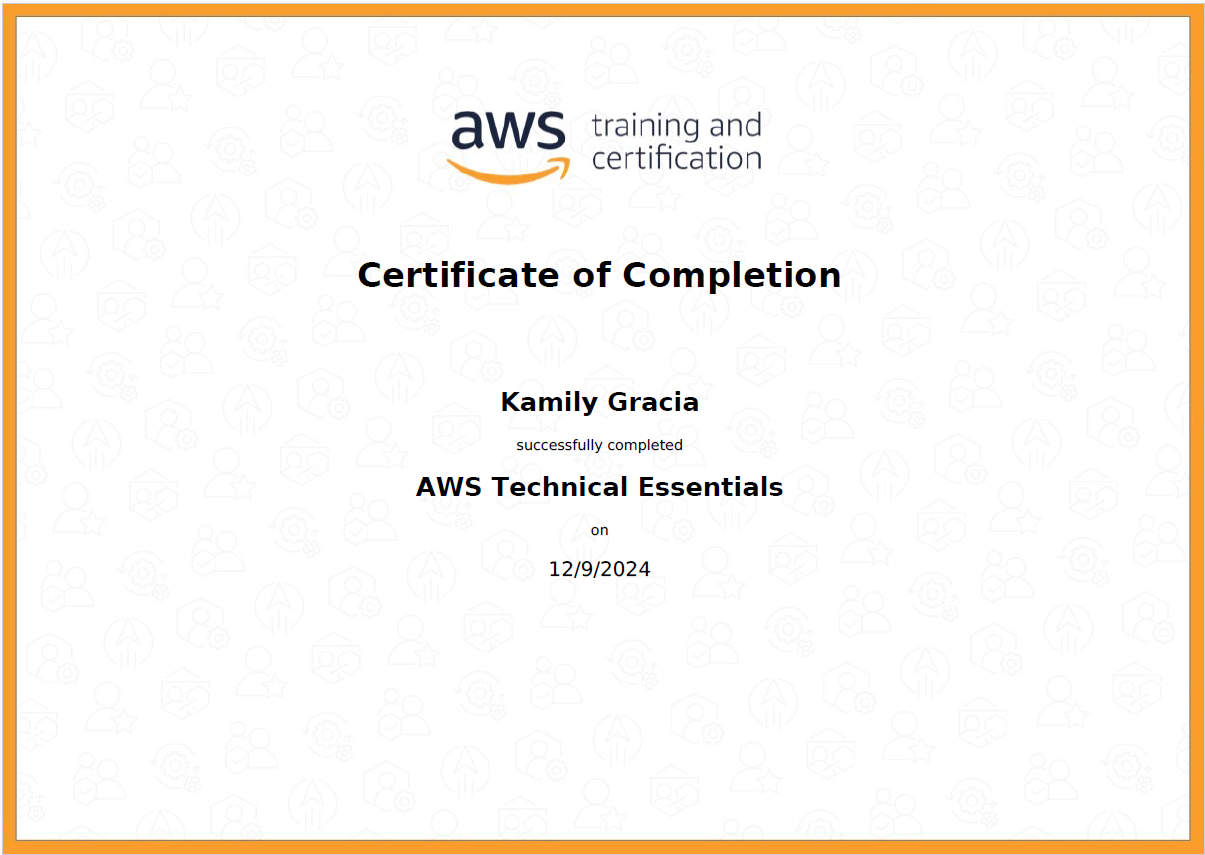 aws training and
certification
Certificate of Completion
Kamily Gracia
successfully completed
AWS Technical Essentials
on
12/9/2024